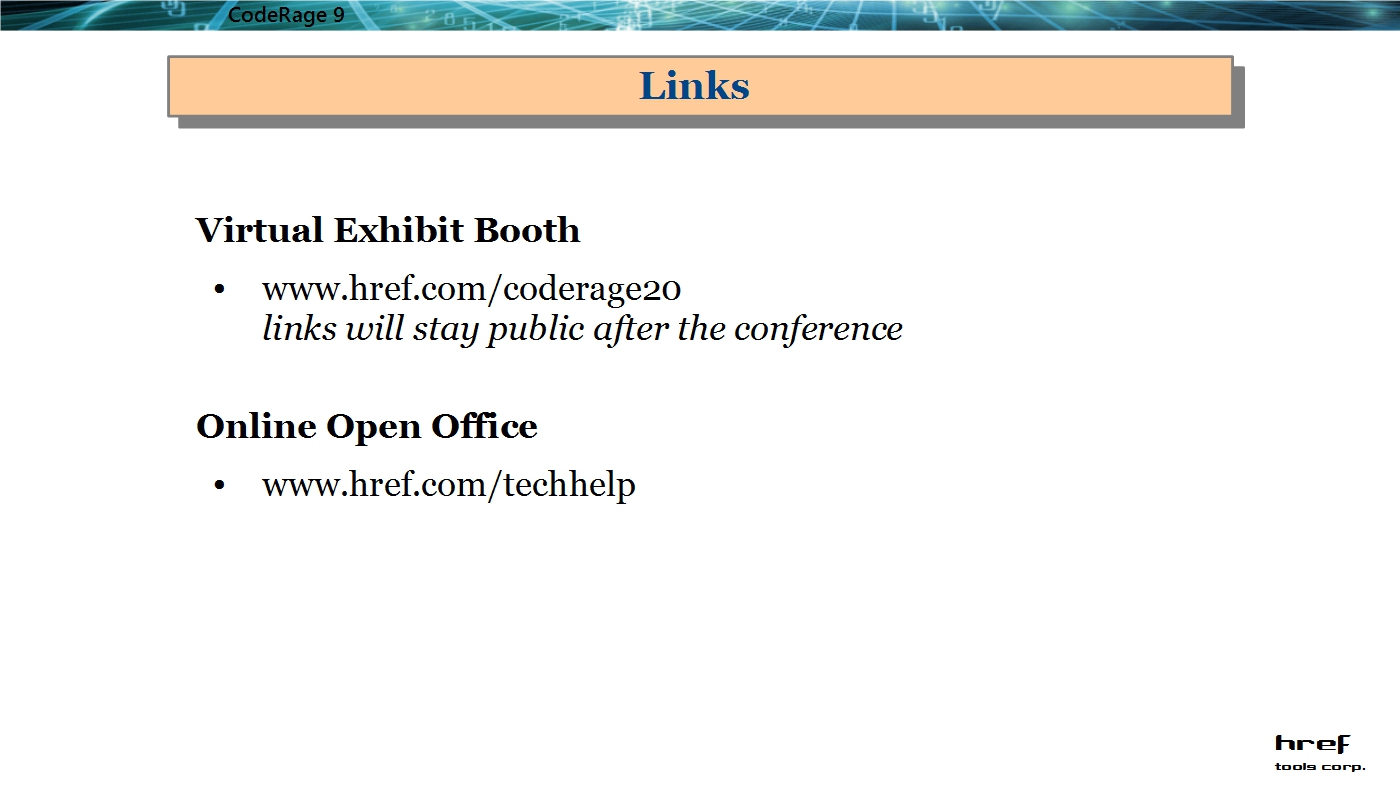 CodeRage 9
Links
Virtual Exhibit Booth
• www.href.com/coderage20
links will stay public after the conference
Online Open Office
• www.href.com/techhelp
href
tools corp.